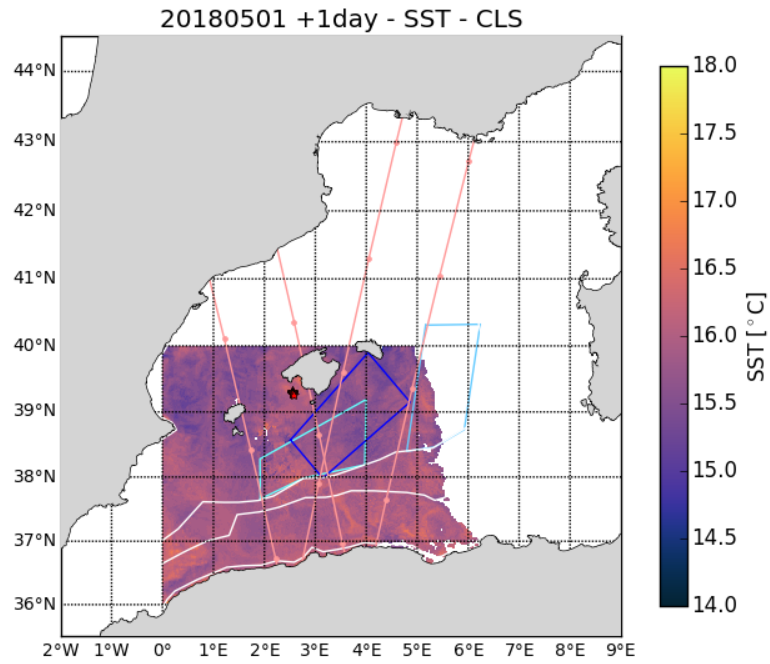 20180501 +1day - SST - CLS
44°N
43°N
42°N
41°N
40°N
39°N
38°N
37°N
36°N
2°W 1°W 0° 1°E 2°E 3°E 4°E 5°E 6°E 7°E 8°E 9°E
18.0
17.5
17.0
16.5
16.0
15.5
15.0
14.5
14.0
SST [°C]